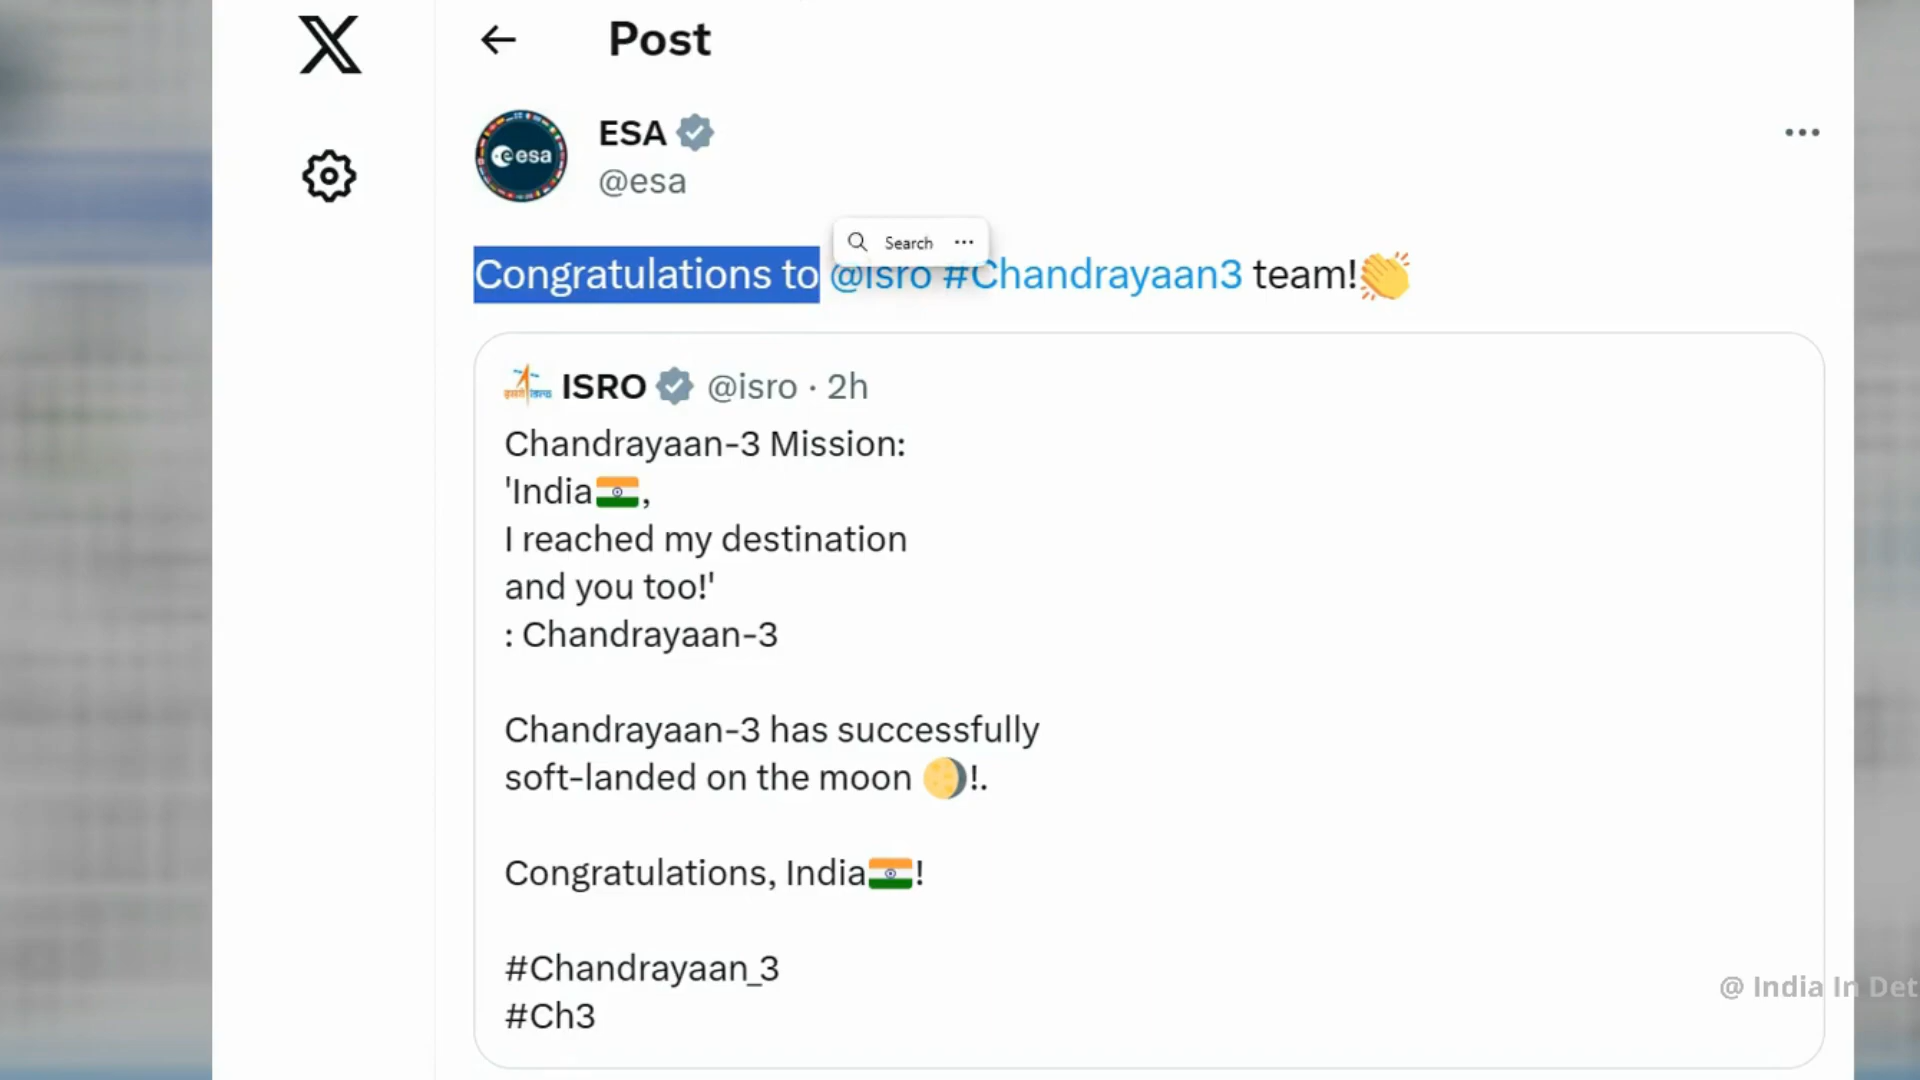 Post
esa
ESA
@esa
Search
Congratulations to @isro #Chandrayaan3 team!👏
ISRO @isro · 2h
Chandrayaan-3 Mission:
'India🇮🇳,
I reached my destination
and you too!'
: Chandrayaan-3
Chandrayaan-3 has successfully
soft-landed on the moon 🌖!.
Congratulations, India🇮🇳!
#Chandrayaan_3
#Ch3
@ India In Det